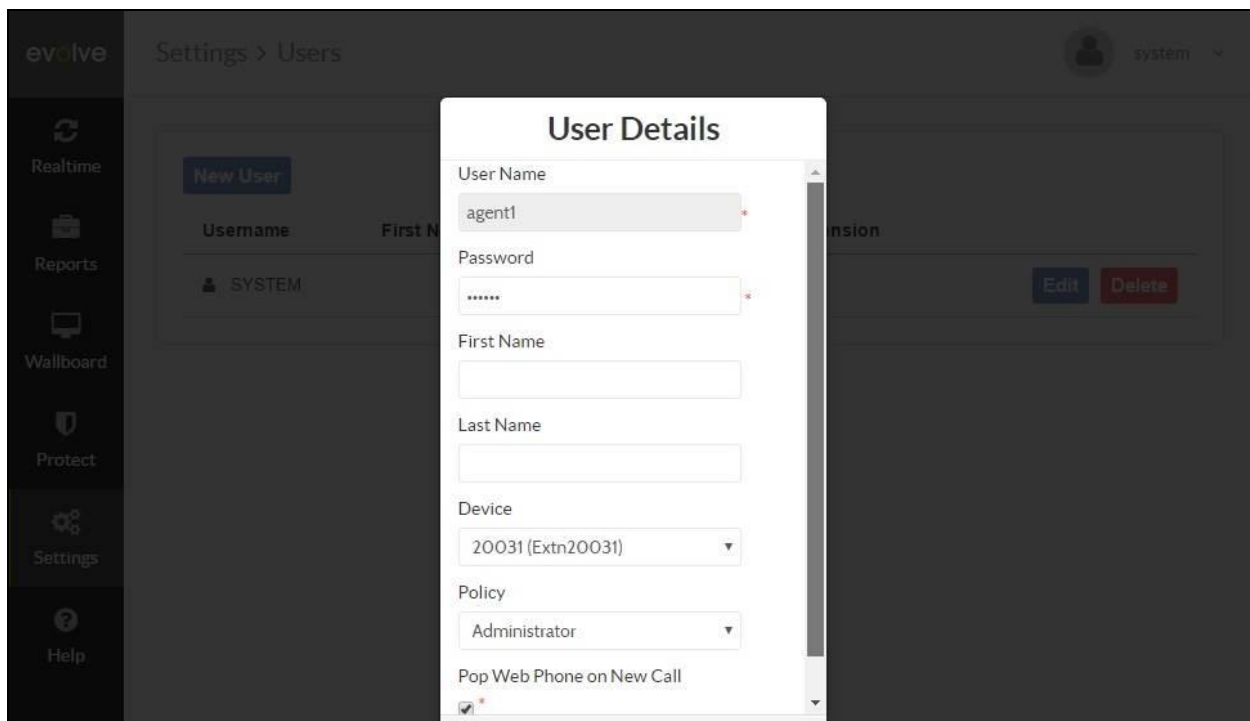 evolve
Settings > Users
system
Realtime
Reports
Wallboard
Protect
Settings
Help
New User
Username First N nsion
SYSTEM Edit Delete
User Details
User Name
agent1 *
Password
•••••• *
First Name
Last Name
Device
20031 (Extn20031)
Policy
Administrator
Pop Web Phone on New Call
*